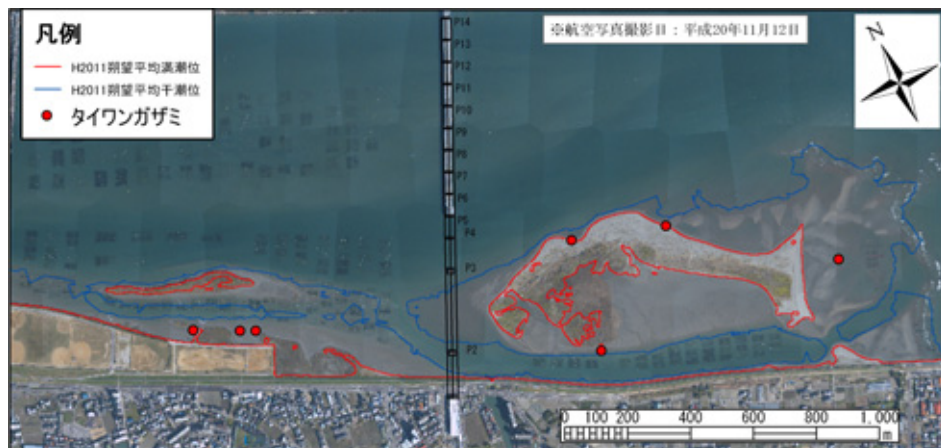 凡例
H2011朔望平均満潮位
H2011朔望平均干潮位
タイワンガザミ
※航空写真撮影日：平成20年11月12日
N
P14
P13
P12
P11
P10
P9
P8
P7
P6
P5
P4
P3
P2
0 100 200 400 600 800 1,000
m